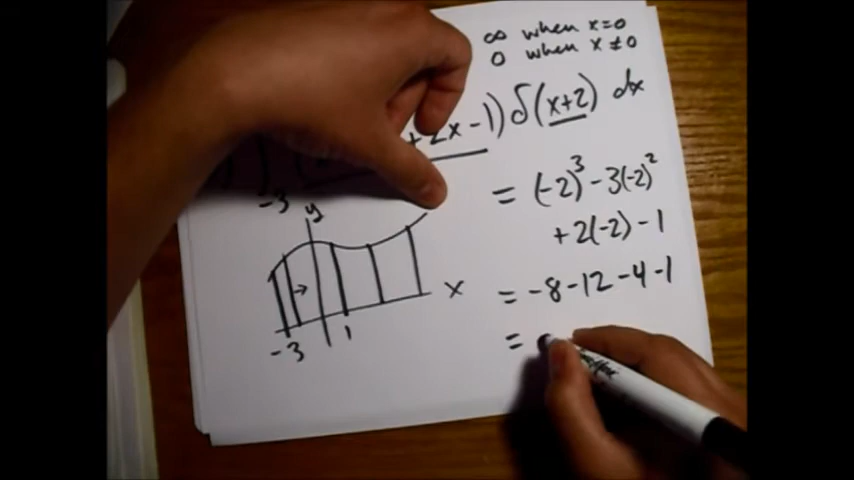 ∞ when x=0
0 when x≠0
+2x-1)δ(x+2) dx
-3
= (-2)³ - 3(-2)²
+2(-2) - 1
= -8-12-4-1
=
y
x
-3
1